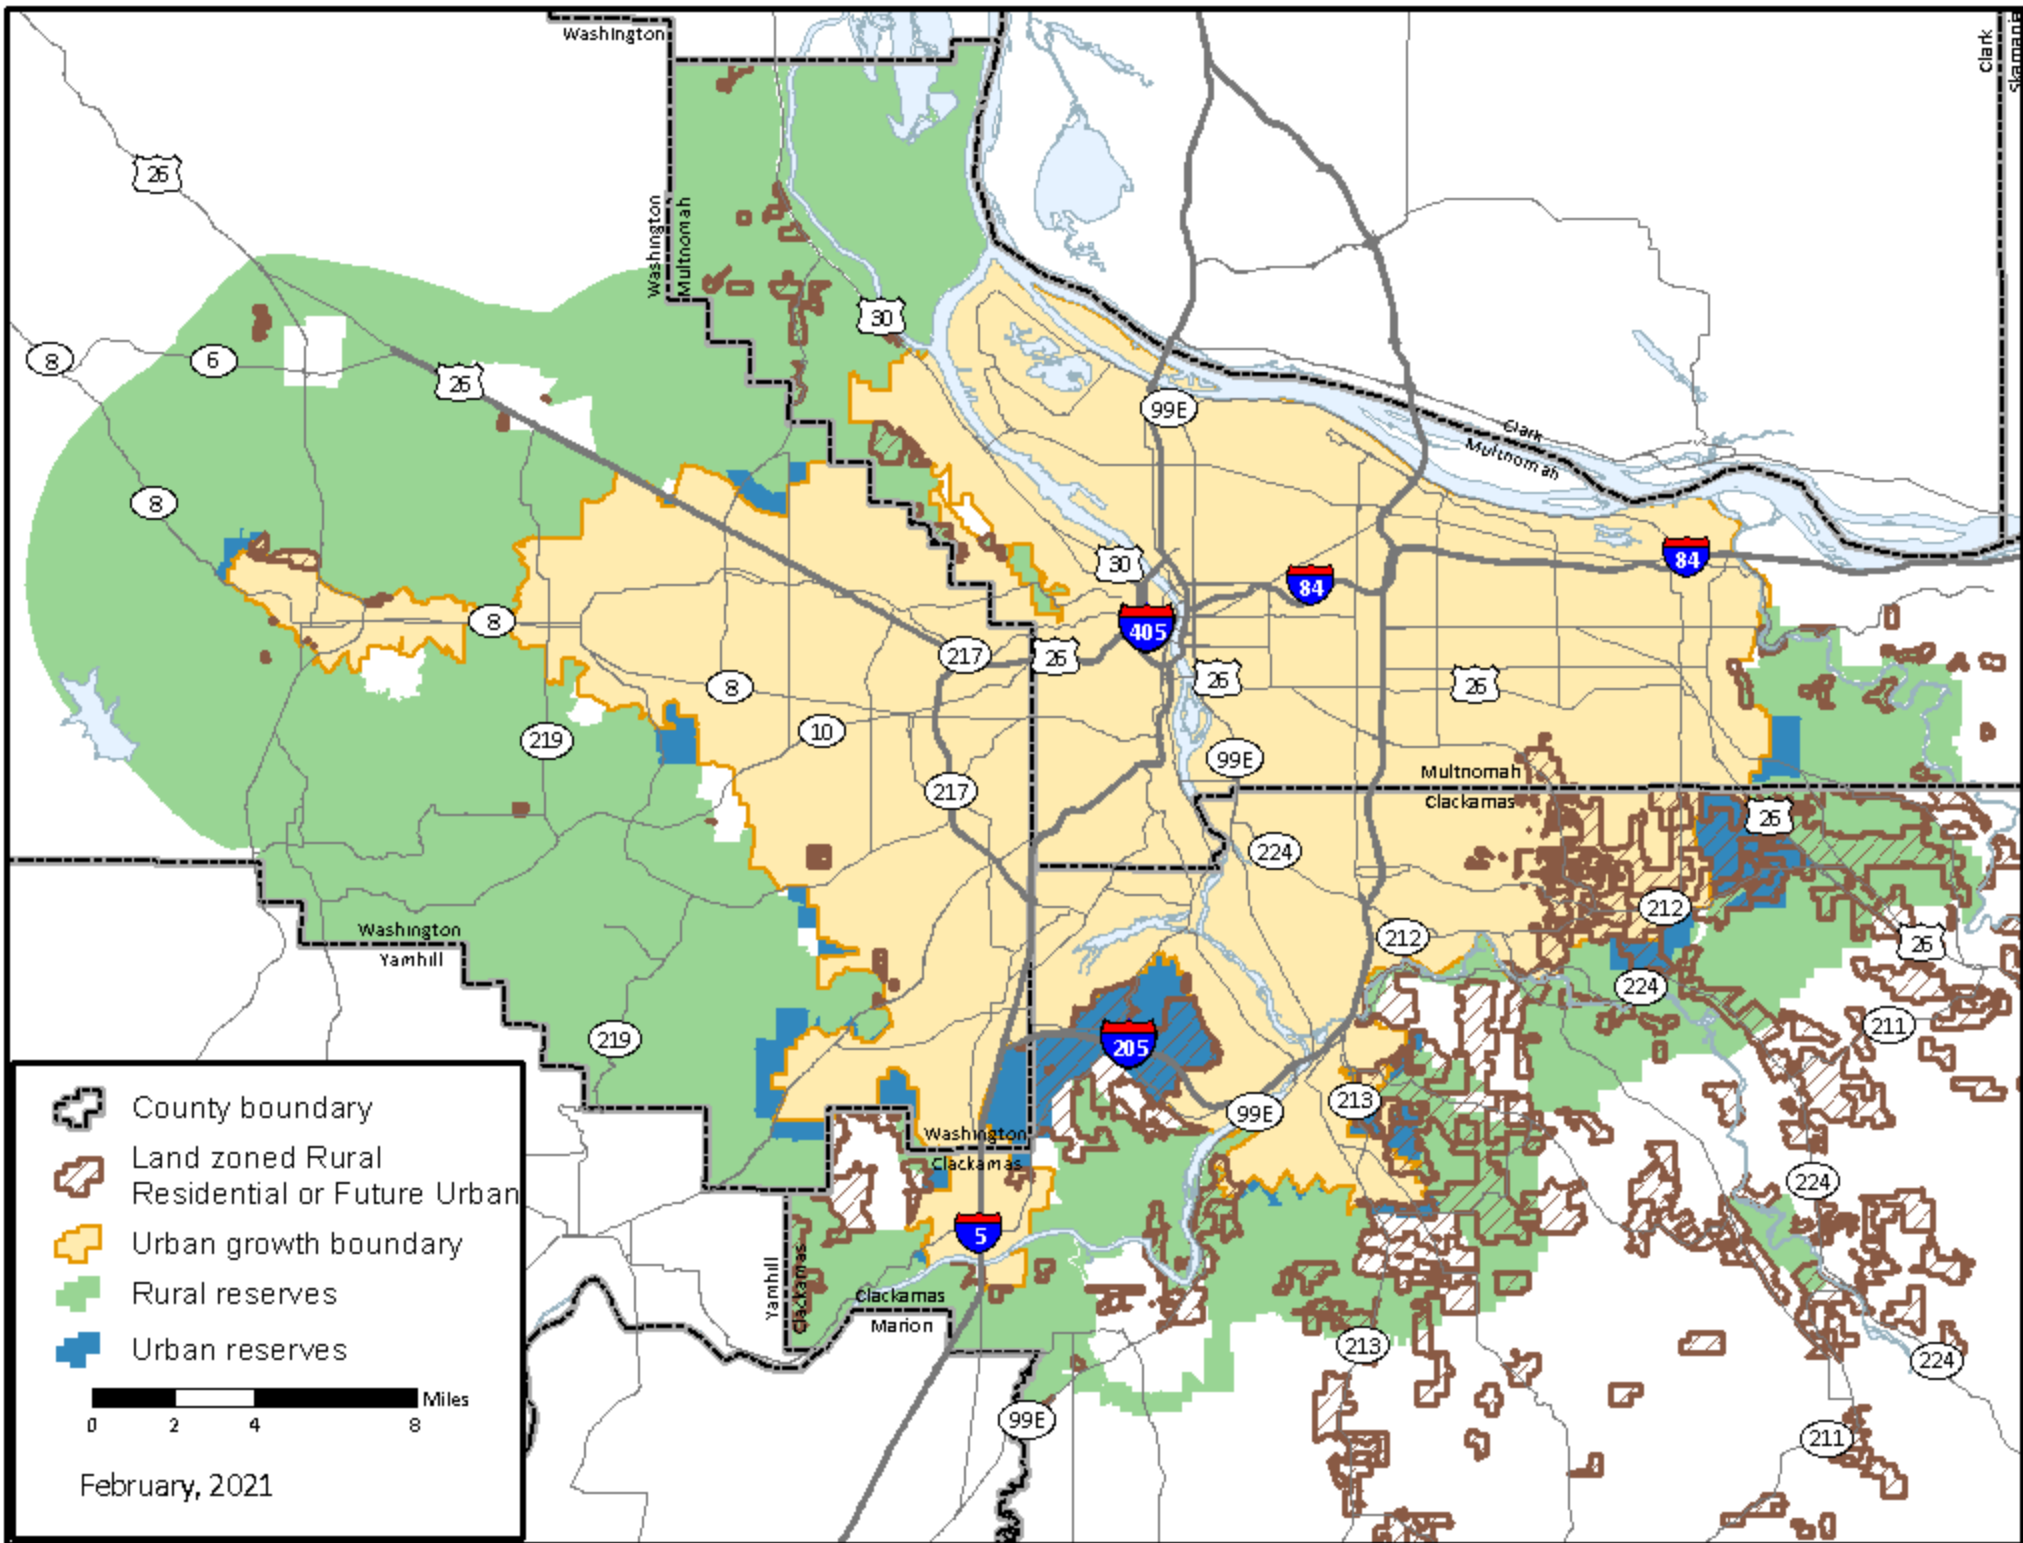 Washington
Clark
Skamania
26
Washington
Multnomah
30
8
6
26
99E
Clark
Multnomah
8
30
84
84
405
8
217
26
26
26
8
219
10
99E
217
Multnomah
Clackamas
26
224
212
212
26
Washington
Yamhill
224
211
219
205
213
99E
Washington
Clackamas
224
5
Yamhill
Clackamas
Clackamas
Marion
213
224
99E
211
County boundary
Land zoned Rural
Residential or Future Urban
Urban growth boundary
Rural reserves
Urban reserves
Miles
0 2 4 8
February, 2021